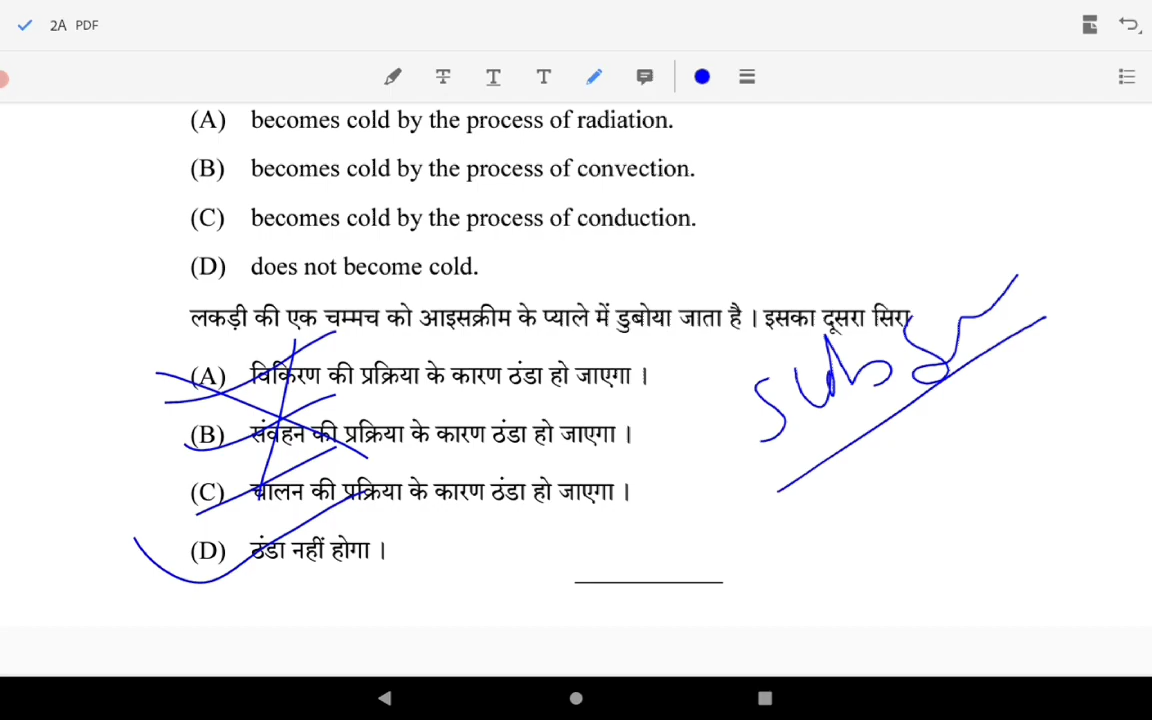 2A PDF
(A) becomes cold by the process of radiation.
(B) becomes cold by the process of convection.
(C) becomes cold by the process of conduction.
(D) does not become cold.
लकड़ी की एक चम्मच को आइसक्रीम के प्याले में डुबोया जाता है । इसका दूसरा सिरा
(A) विकिरण की प्रक्रिया के कारण ठंडा हो जाएगा ।
(B) संवहन की प्रक्रिया के कारण ठंडा हो जाएगा ।
(C) चालन की प्रक्रिया के कारण ठंडा हो जाएगा ।
(D) ठंडा नहीं होगा ।